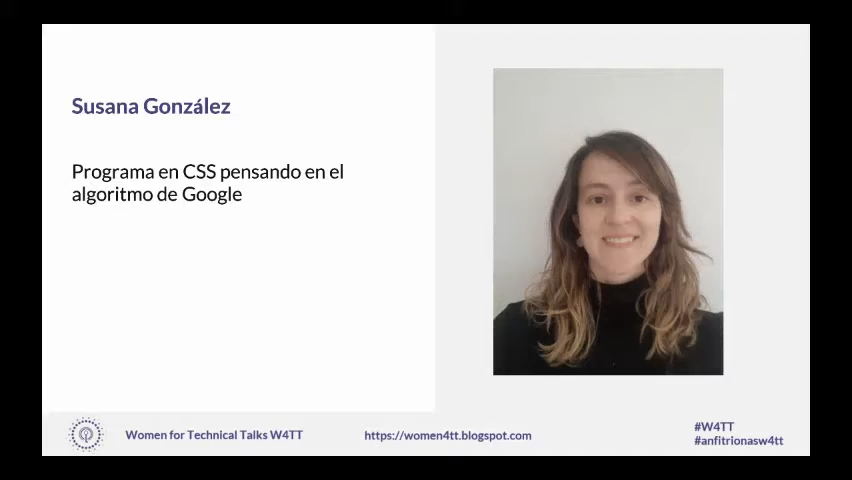 Susana González
Programa en CSS pensando en el
algoritmo de Google
Women for Technical Talks W4TT
https://women4tt.blogspot.com
#W4TT
#anfitrionasw4tt